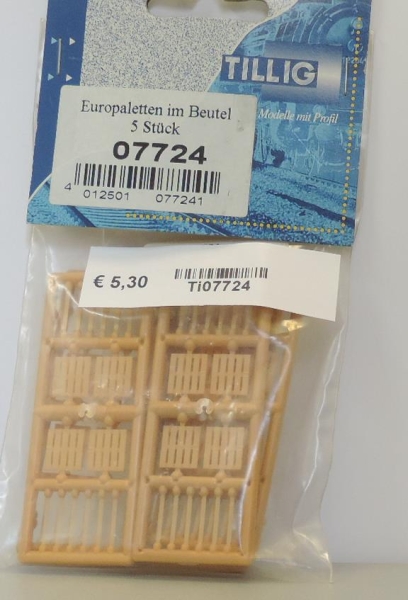 TILLIG
Modelle mit Profil
Europaletten im Beutel
5 Stück
07724
4 012501 077241
€ 5,30
Ti07724